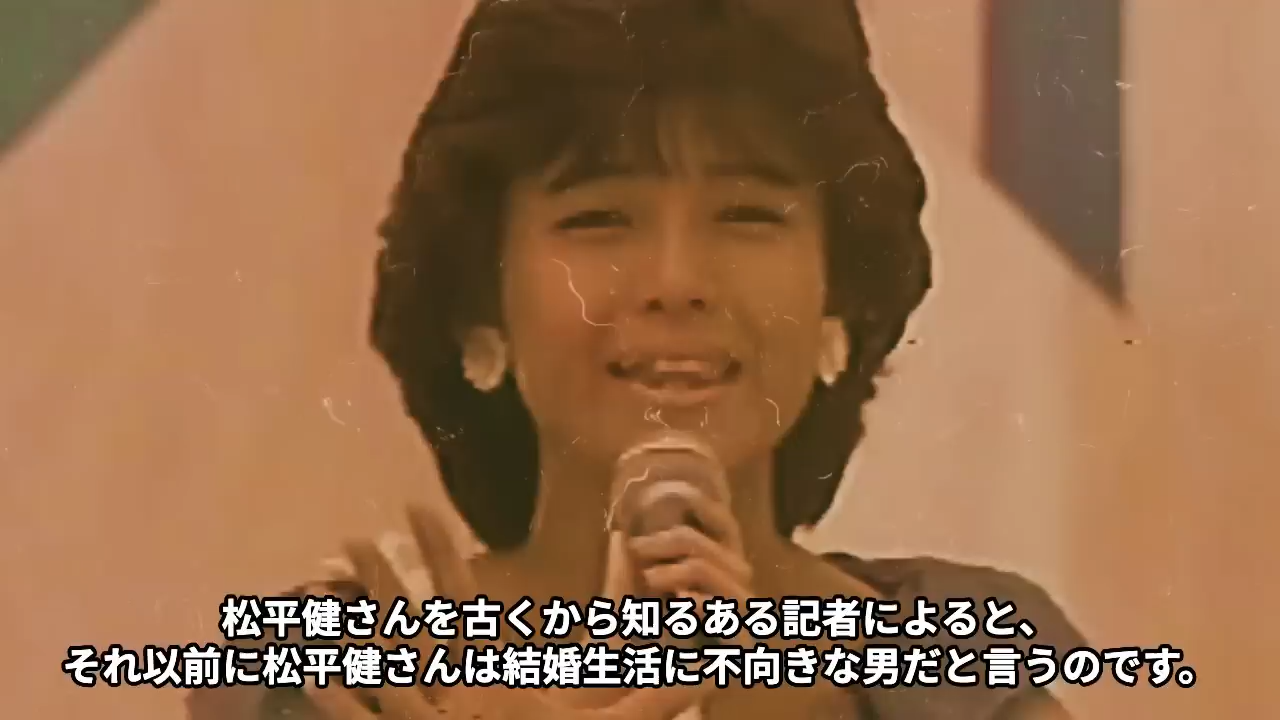 松平健さんを古くから知るある記者によると、
それ以前に松平健さんは結婚生活に不向きな男だと言うのです。